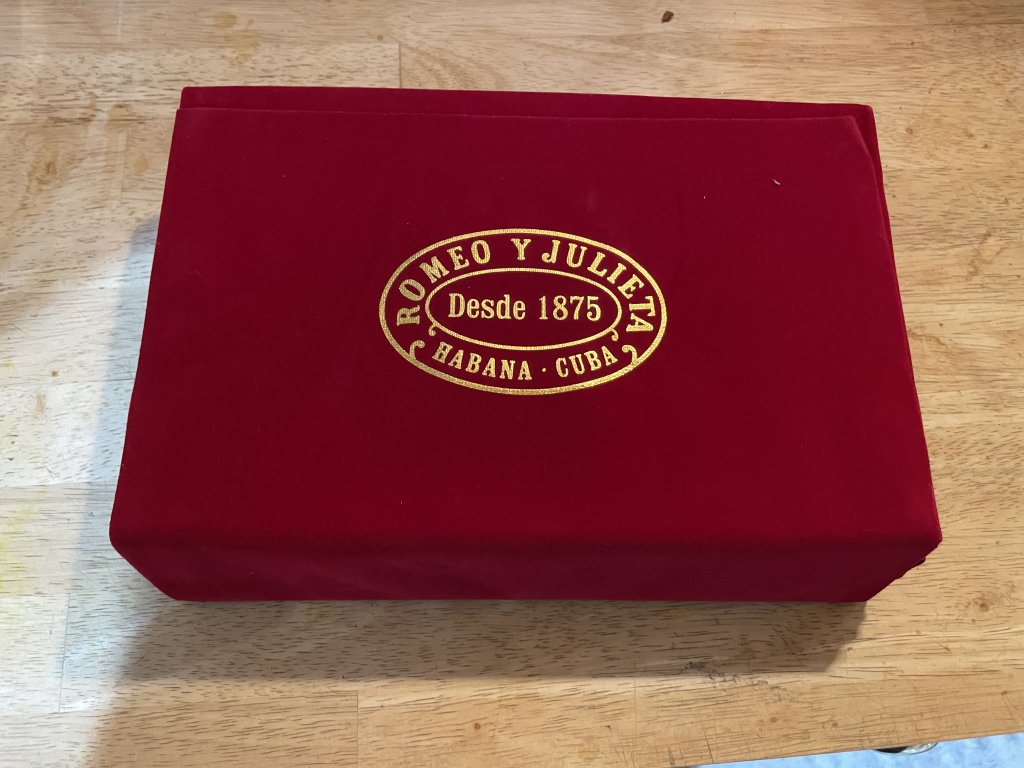 ROMEO Y JULIETA
Desde 1875
HABANA · CUBA